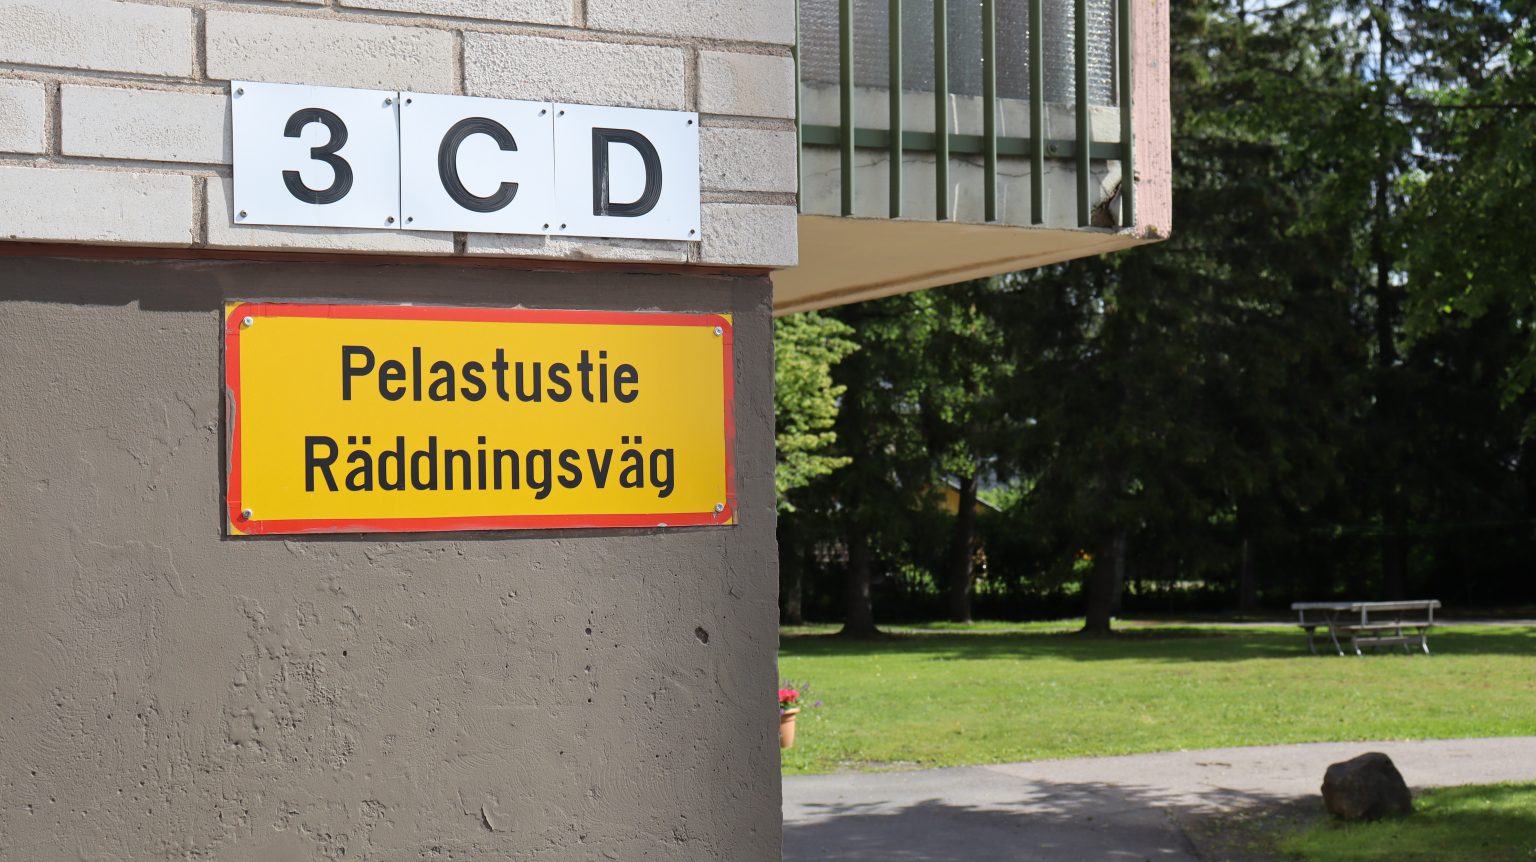 3 C D
Pelastustie
Räddningsväg